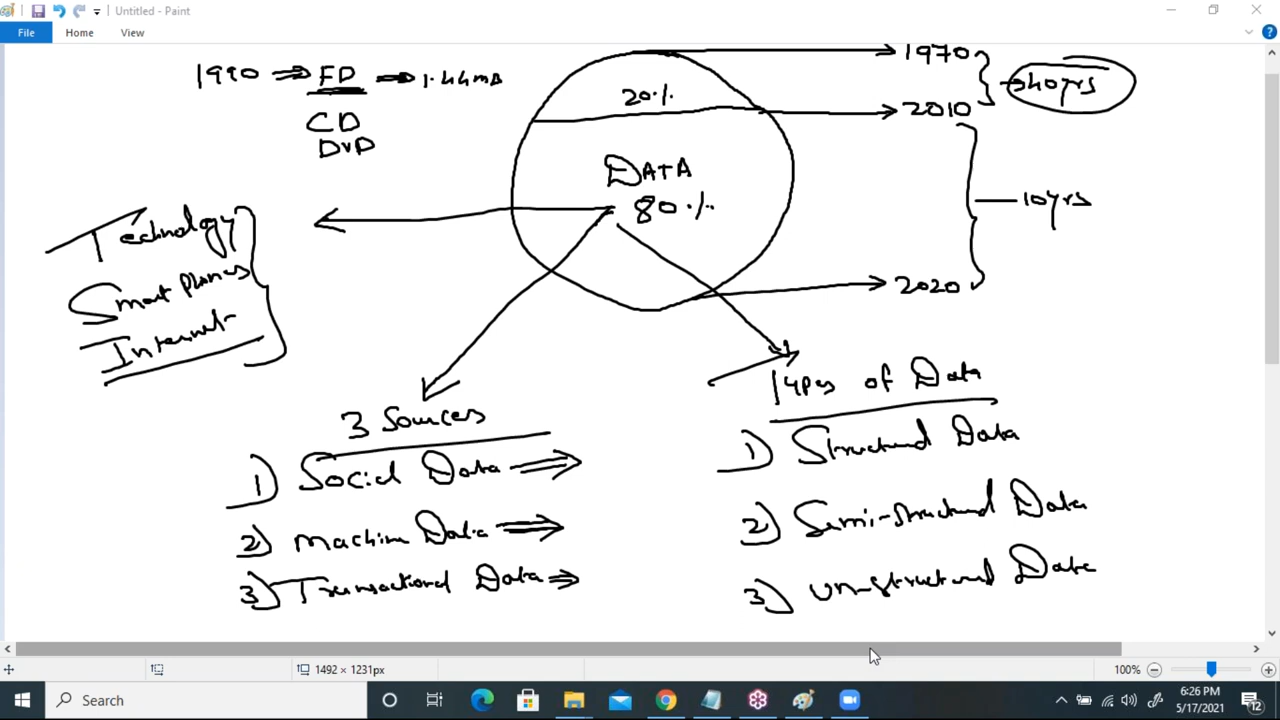 Untitled - Paint
File Home View
1990 ⇒ FD → 1.44MB
CD
DVD
20%
DATA
80%
1970
2010
→ 40yrs
10yrs
2020
Technology
Smart Phones
Internet
3 Sources
1) Social Data ⇒
2) Machine Data ⇒
3) Transactional Data ⇒
Types of Data
1) Structured Data
2) Semi-structured Data
3) Un-structured Data
1492 × 1231px
100%
Search
6:26 PM
5/17/2021
12